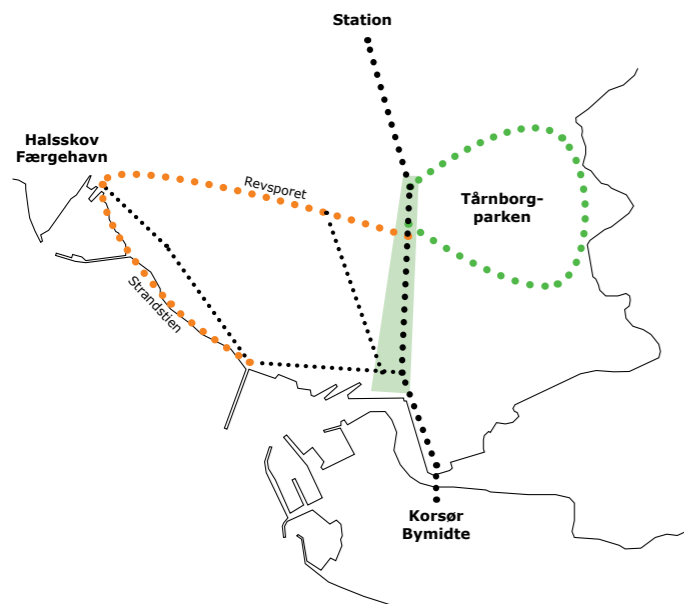 Station
Halsskov
Færgehavn
Revsporet
Tårnborg-
parken
Strandstien
Korsør
Bymidte